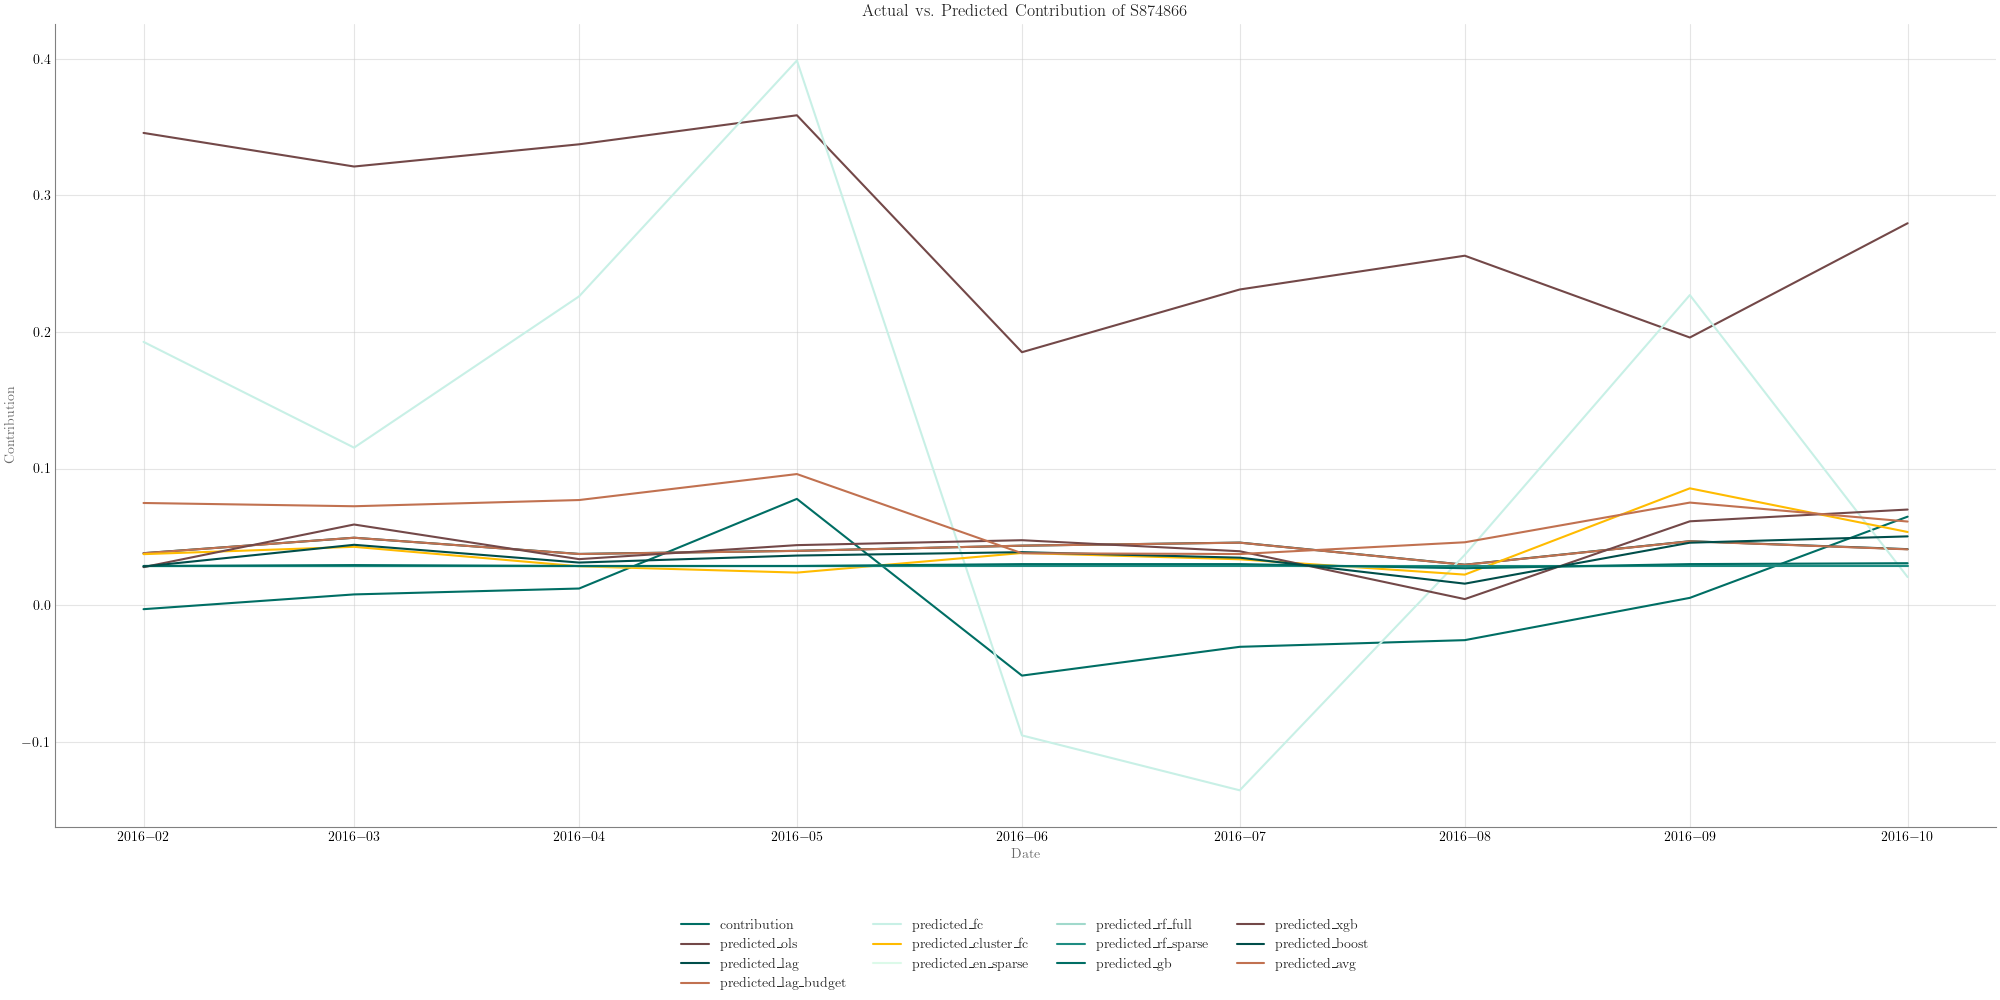 Actual vs. Predicted Contribution of S874866
0.4
0.3
0.2
0.1
0.0
−0.1
Contribution
2016−02 2016−03 2016−04 2016−05 2016−06 2016−07 2016−08 2016−09 2016−10
Date
contribution predicted_fc predicted_rf_full predicted_xgb
predicted_ols predicted_cluster_fc predicted_rf_sparse predicted_boost
predicted_lag predicted_en_sparse predicted_gb predicted_avg
predicted_lag_budget